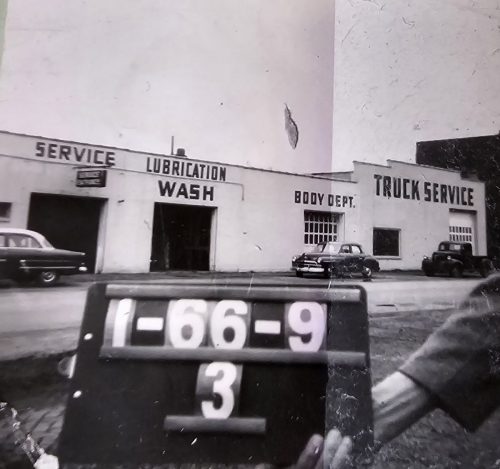 SERVICE
LUBRICATION
WASH
BODY DEPT.
TRUCK SERVICE
1-66-9
3